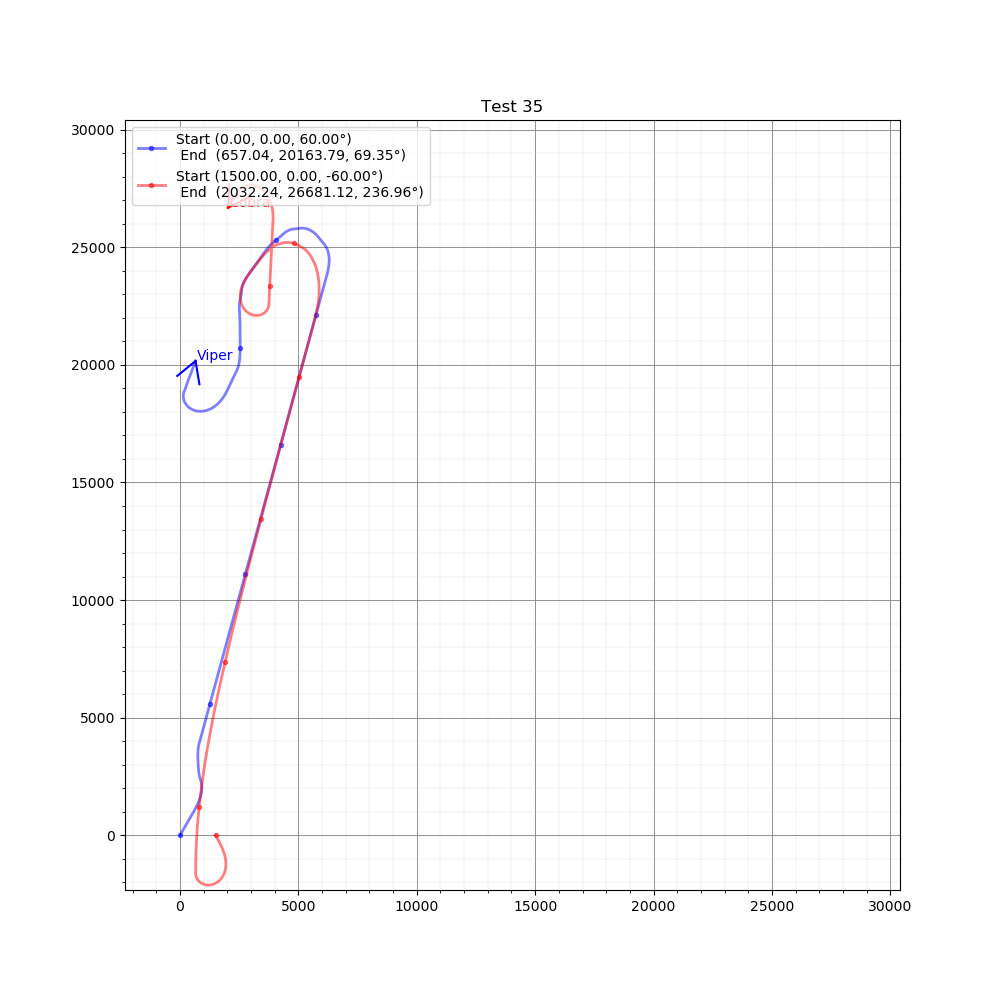 Test 35
Start (0.00, 0.00, 60.00°)
End (657.04, 20163.79, 69.35°)
Start (1500.00, 0.00, -60.00°)
End (2032.24, 26681.12, 236.96°)
Cobra
Viper
30000
25000
20000
15000
10000
5000
0
0
5000
10000
15000
20000
25000
30000